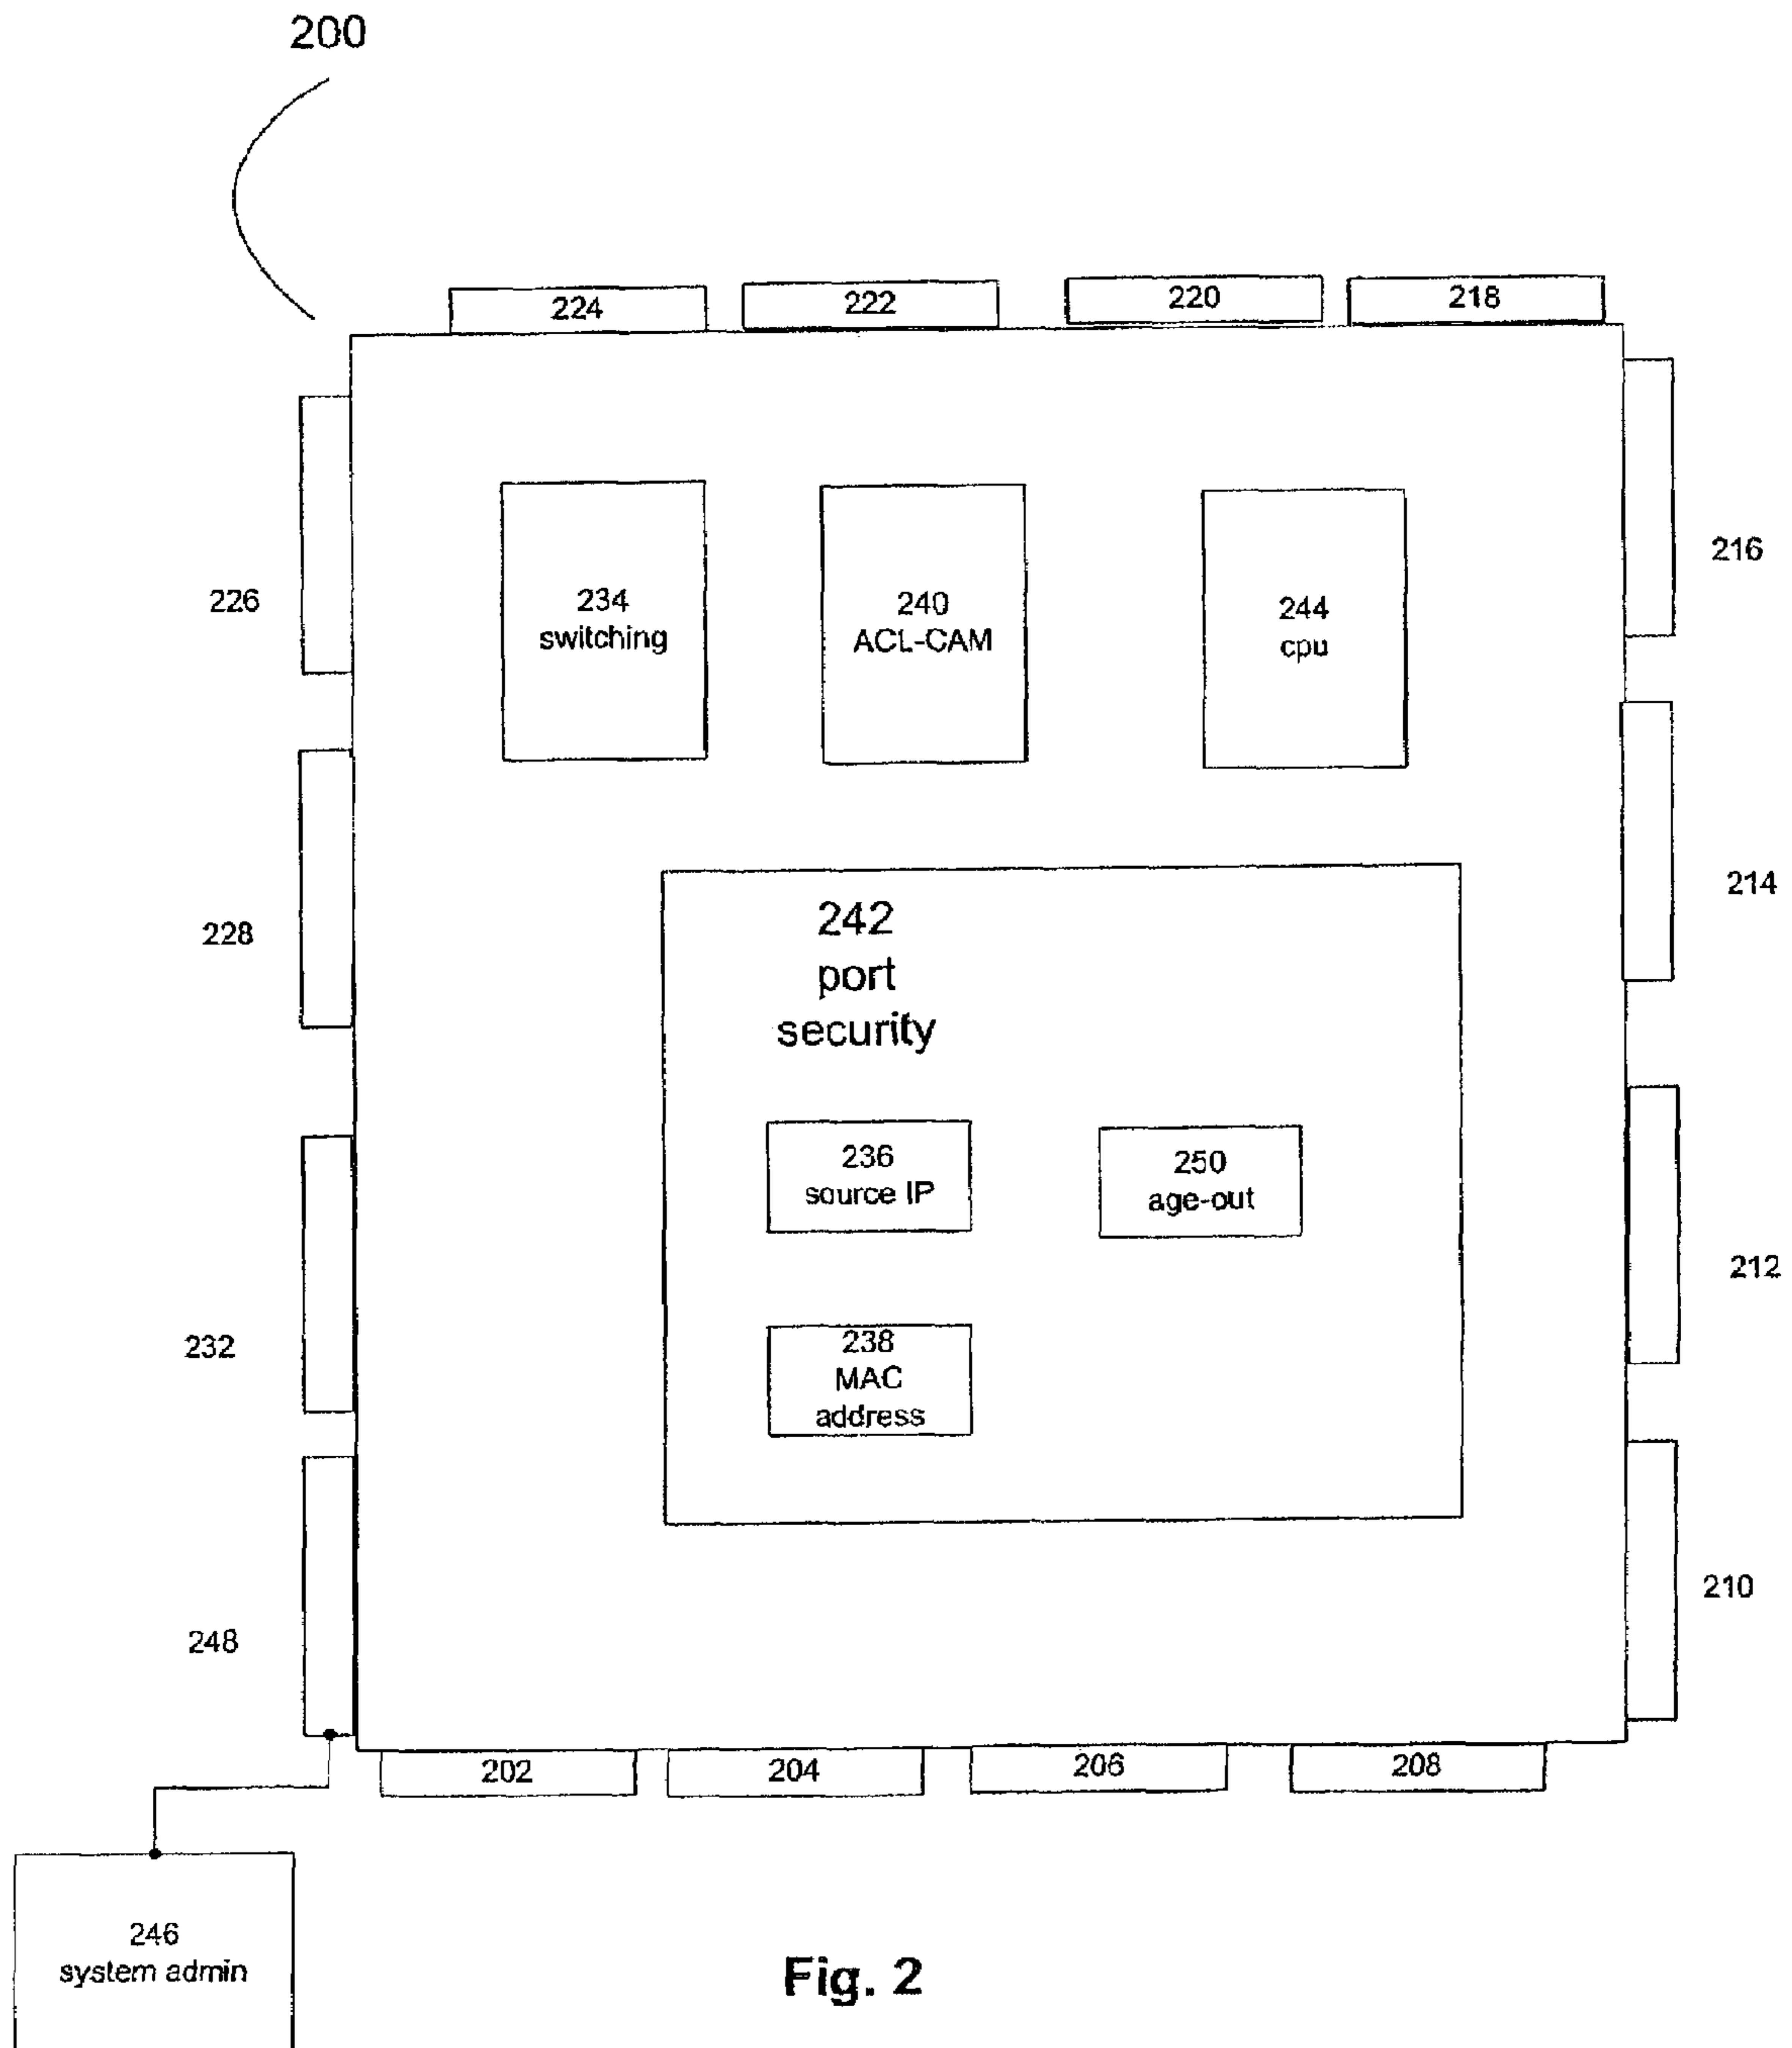 200
224
222
220
218
226
234
switching
240
ACL-CAM
244
cpu
216
228
242
port
security
214
236
source IP
250
age-out
212
232
238
MAC
address
248
210
202
204
206
208
246
system admin
Fig. 2